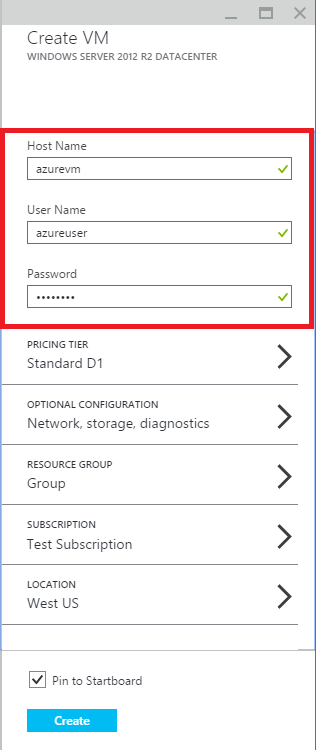 Create VM
WINDOWS SERVER 2012 R2 DATACENTER
Host Name
azurevm
User Name
azureuser
Password
••••••••
PRICING TIER
Standard D1
OPTIONAL CONFIGURATION
Network, storage, diagnostics
RESOURCE GROUP
Group
SUBSCRIPTION
Test Subscription
LOCATION
West US
Pin to Startboard
Create